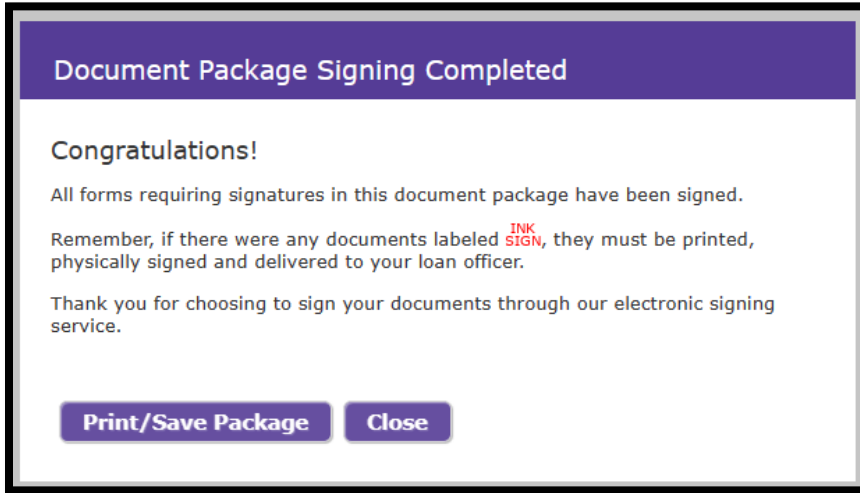 Document Package Signing Completed
Congratulations!
All forms requiring signatures in this document package have been signed.
Remember, if there were any documents labeled INK SIGN, they must be printed,
physically signed and delivered to your loan officer.
Thank you for choosing to sign your documents through our electronic signing
service.
Print/Save Package Close